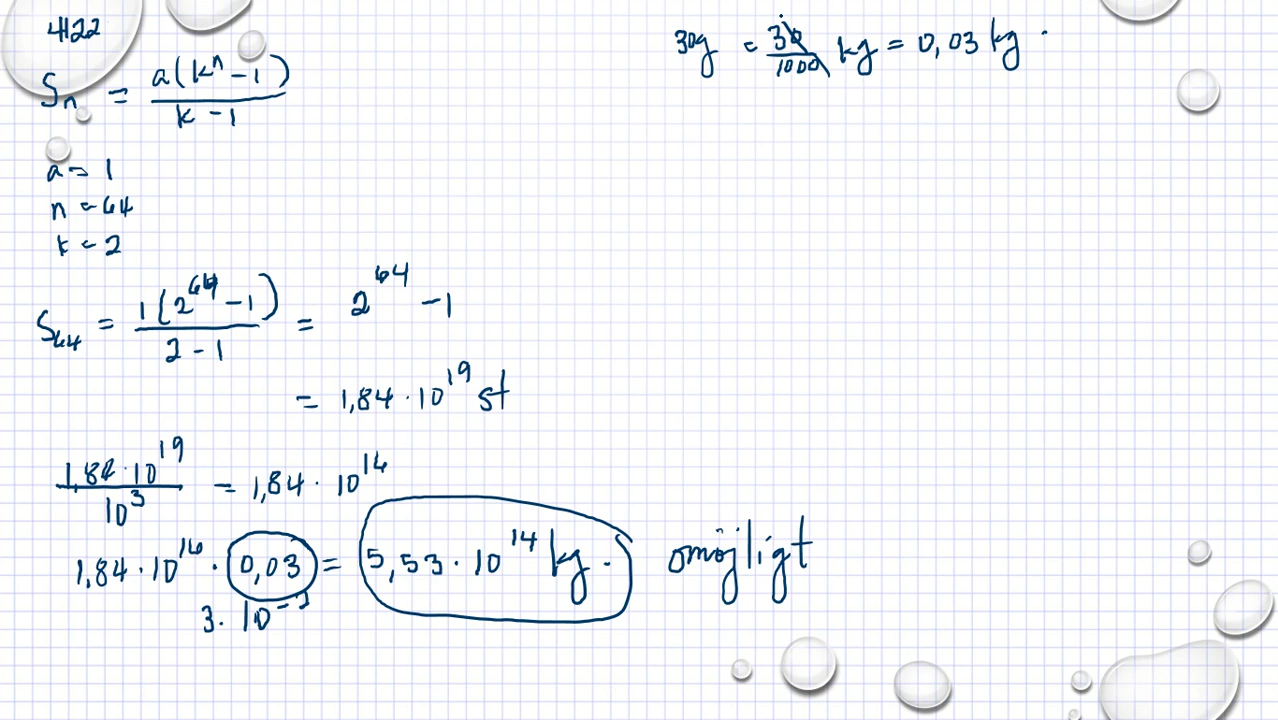 4122
30g = 30/1000 kg = 0,03 kg .
Sn = a(k^n - 1)/k - 1
a = 1
n = 64
k = 2
S64 = 1(2^64 - 1)/2 - 1 = 2^64 - 1
= 1,84 · 10^19 st
1,84 · 10^19/10^3 = 1,84 · 10^16
1,84 · 10^16 · 0,03 = 5,53 · 10^14 kg . omöjligt
3 · 10^-2